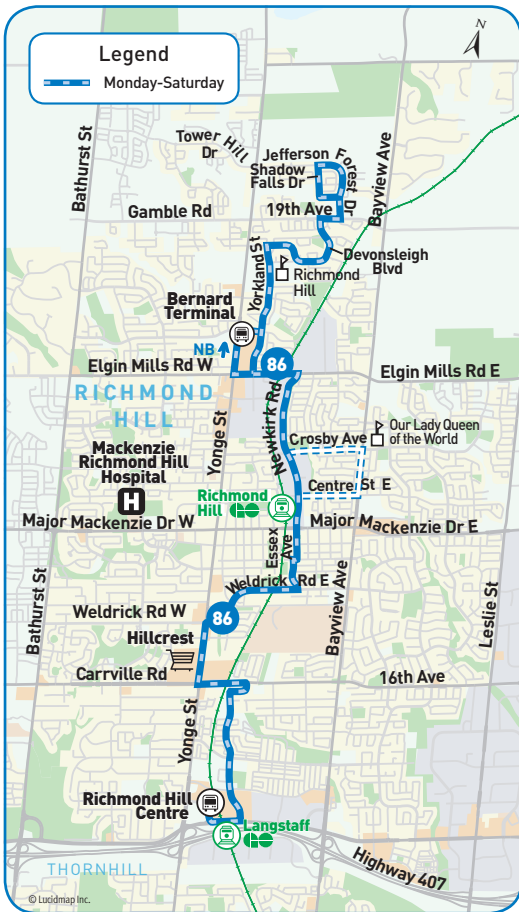 N
Legend
Monday-Saturday
Bathurst St
Tower Hill
Dr
Jefferson Forest Dr
Shadow
Falls Dr
Bayview Ave
Gamble Rd
19th Ave
Devonsleigh
Blvd
Yorkland St
Richmond
Hill
Bernard
Terminal
NB
86
Elgin Mills Rd W
Elgin Mills Rd E
RICHMOND
HILL
Yonge St
Newkirk Rd
Crosby Ave
Our Lady Queen
of the World
Mackenzie
Richmond Hill
Hospital
H
Centre St E
Richmond
Hill
GO
Major Mackenzie Dr W
Major Mackenzie Dr E
Essex
Ave
Weldrick Rd E
Bathurst St
Bayview Ave
Leslie St
Weldrick Rd W
86
Hillcrest
Carrville Rd
16th Ave
Yonge St
Richmond Hill
Centre
Langstaff
GO
Highway 407
THORNHILL
© Lucidmap Inc.